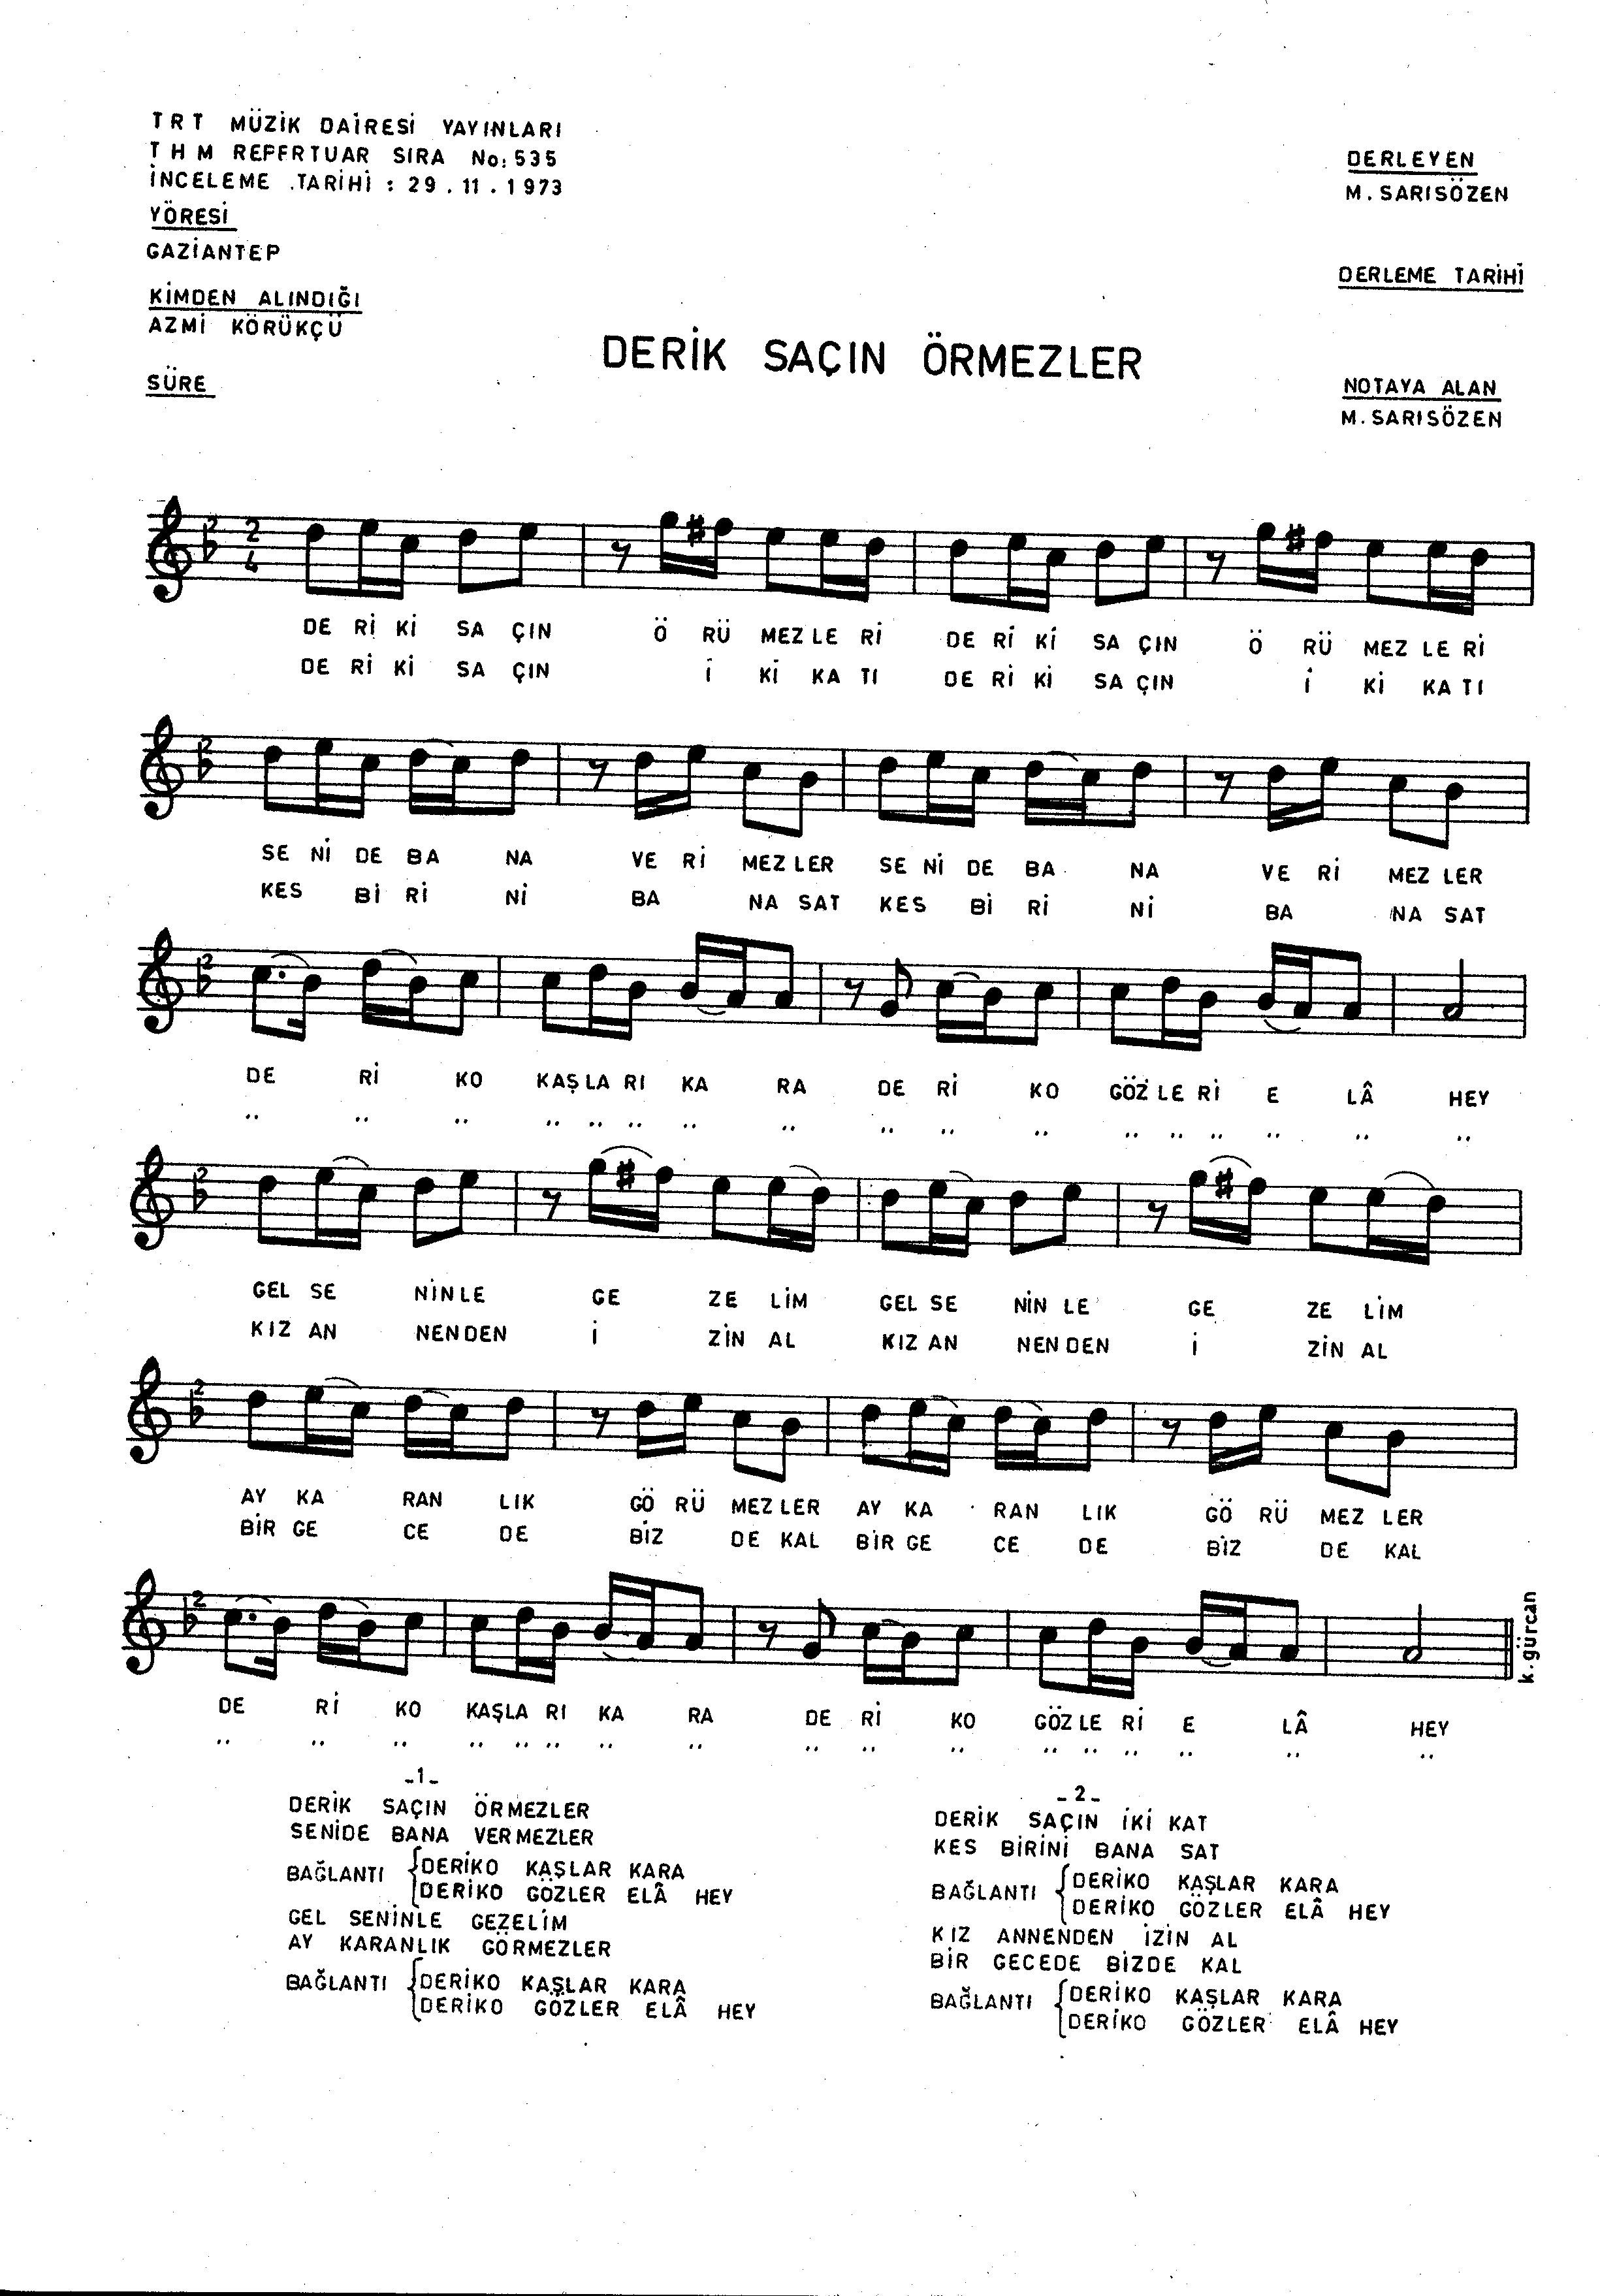 TRT MÜZİK DAİRESİ YAYINLARI
THM REPERTUAR SIRA No: 535
İNCELEME TARİHİ : 29.11.1973
YÖRESİ
GAZİANTEP
KİMDEN ALINDIĞI
AZMİ KÖRÜKÇÜ
SÜRE
DERLEYEN
M. SARISÖZEN
DERLEME TARİHİ
NOTAYA ALAN
M. SARISÖZEN
DERİK SAÇIN ÖRMEZLER
2
2
4
DE Rİ Kİ SA ÇIN Ö RÜ MEZ LE Rİ DE Rİ Kİ SA ÇIN Ö RÜ MEZ LE Rİ
DE Rİ Kİ SA ÇIN İ Kİ KA TI DE Rİ Kİ SA ÇIN İ Kİ KA TI
2
SE Nİ DE BA NA VE Rİ MEZ LER SE Nİ DE BA NA VE Rİ MEZ LER
KES Bİ Rİ Nİ BA NA SAT KES Bİ Rİ Nİ BA NA SAT
2
DE Rİ KO KAŞ LA RI KA RA DE Rİ KO GÖZ LE Rİ E LÂ HEY
,, ,, ,, ,, ,, ,, ,, ,, ,, ,, ,, ,, ,, ,, ,, ,, ,,
2
GEL SE NİN LE GE ZE LİM GEL SE NİN LE GE ZE LİM
KIZ AN NEN DEN İ ZİN AL KIZ AN NEN DEN İ ZİN AL
2
AY KA RAN LIK GÖ RÜ MEZ LER AY KA RAN LIK GÖ RÜ MEZ LER
BİR GE CE DE BİZ DE KAL BİR GE CE DE BİZ DE KAL
2
k.gürcan
DE Rİ KO KAŞ LA RI KA RA DE Rİ KO GÖZ LE Rİ E LÂ HEY
,, ,, ,, ,, ,, ,, ,, ,, ,, ,, ,, ,, ,, ,, ,, ,, ,,
-1-
DERİK SAÇIN ÖRMEZLER
SENİDE BANA VERMEZLER
BAĞLANTI { DERİKO KAŞLAR KARA
DERİKO GÖZLER ELÂ HEY
GEL SENİNLE GEZELİM
AY KARANLIK GÖRMEZLER
BAĞLANTI { DERİKO KAŞLAR KARA
DERİKO GÖZLER ELÂ HEY
-2-
DERİK SAÇIN İKİ KAT
KES BİRİNİ BANA SAT
BAĞLANTI { DERİKO KAŞLAR KARA
DERİKO GÖZLER ELÂ HEY
KIZ ANNENDEN İZİN AL
BİR GECEDE BİZDE KAL
BAĞLANTI { DERİKO KAŞLAR KARA
DERİKO GÖZLER ELÂ HEY